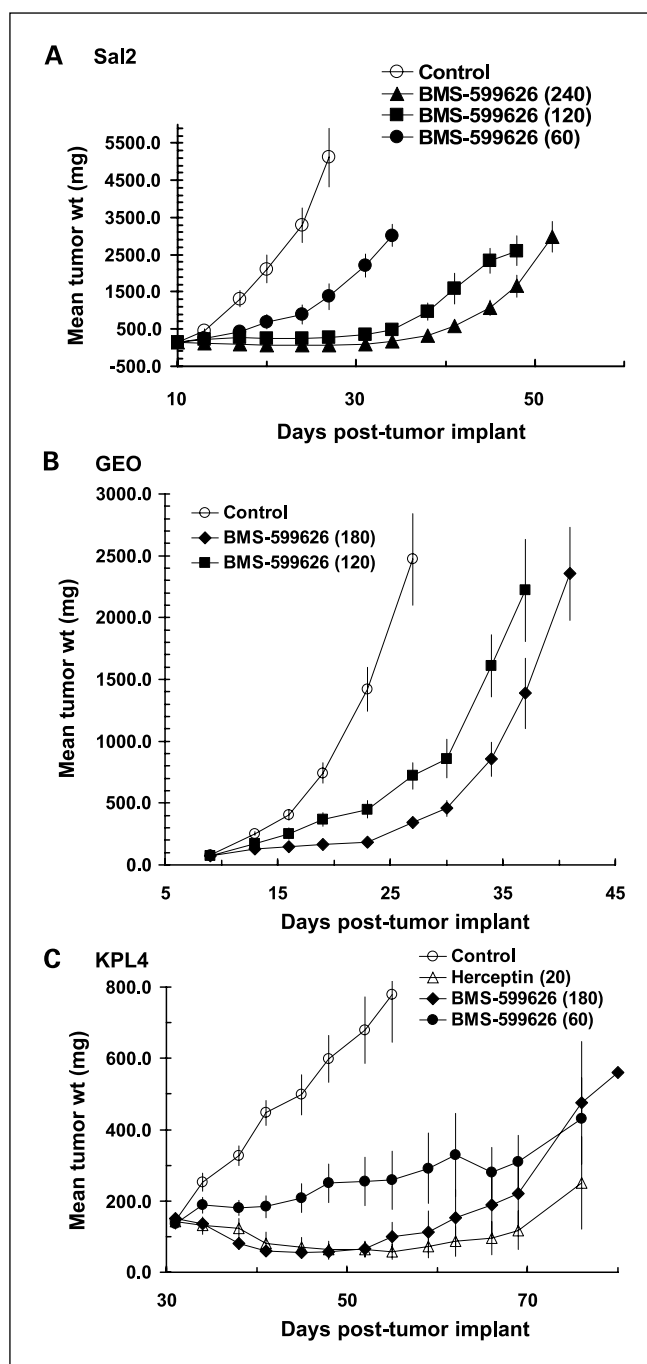 A Sal2
Control
BMS-599626 (240)
BMS-599626 (120)
BMS-599626 (60)
Mean tumor wt (mg)
5500.0
4500.0
3500.0
2500.0
1500.0
500.0
-500.0
10 30 50
Days post-tumor implant
B GEO
Control
BMS-599626 (180)
BMS-599626 (120)
Mean tumor wt (mg)
3000.0
2500.0
2000.0
1500.0
1000.0
500.0
0.0
5 15 25 35 45
Days post-tumor implant
C KPL4
Control
Herceptin (20)
BMS-599626 (180)
BMS-599626 (60)
Mean tumor wt (mg)
800.0
600.0
400.0
200.0
0.0
30 50 70
Days post-tumor implant